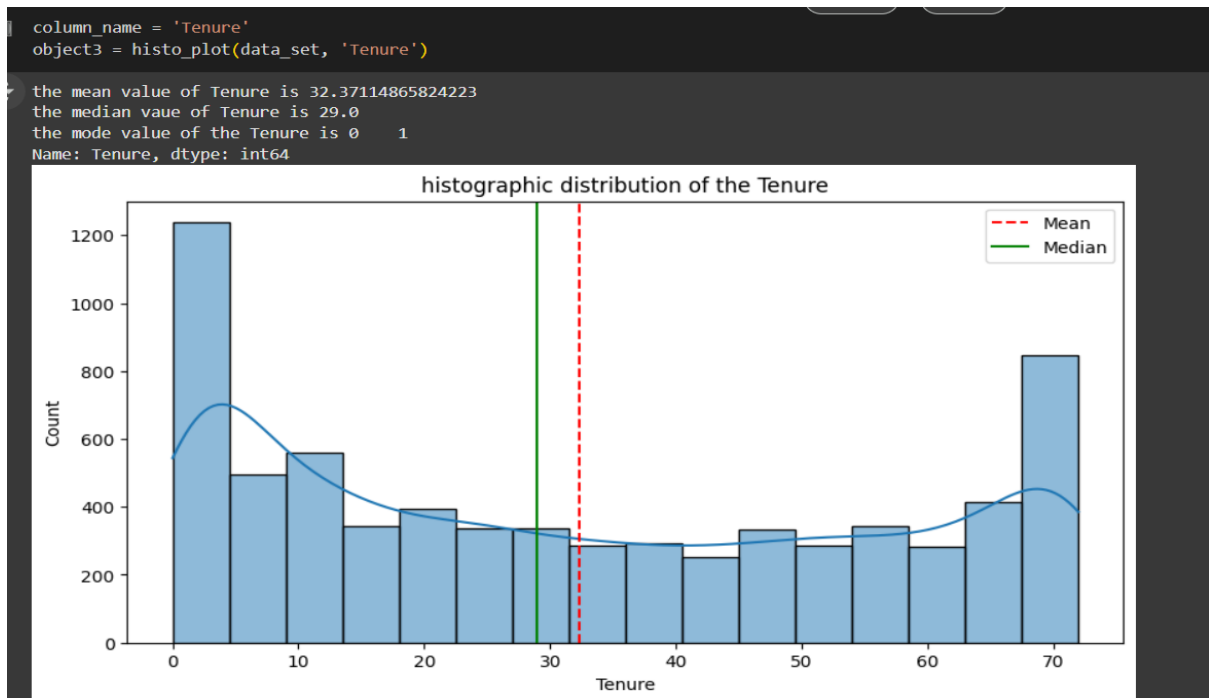 column_name = 'Tenure'
object3 = histo_plot(data_set, 'Tenure')
the mean value of Tenure is 32.37114865824223
the median vaue of Tenure is 29.0
the mode value of the Tenure is 0    1
Name: Tenure, dtype: int64
histographic distribution of the Tenure
Mean
Median
1200
1000
800
600
400
200
0
Count
0 10 20 30 40 50 60 70
Tenure